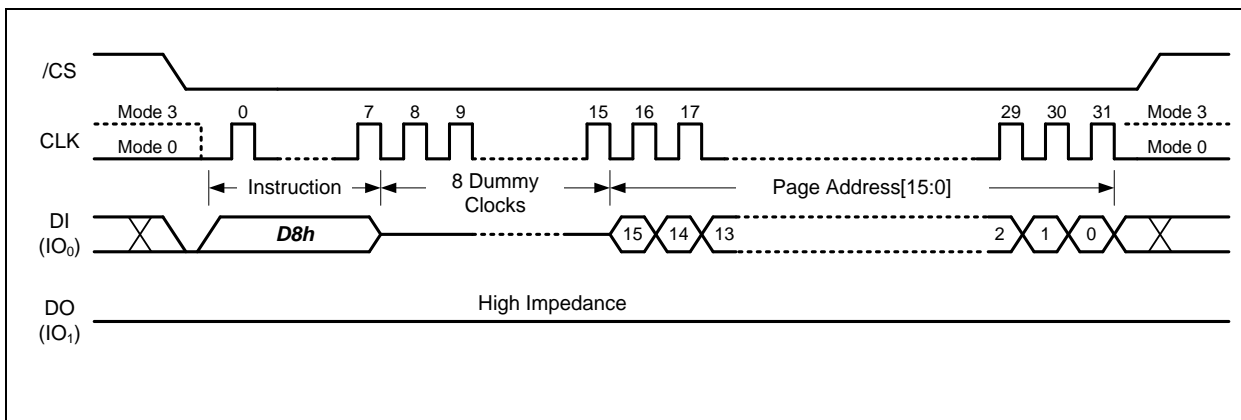 /CS
Mode 3 0 7 8 9 15 16 17 29 30 31 Mode 3
CLK
Mode 0 Mode 0
Instruction 8 Dummy Page Address[15:0]
Clocks
DI
(IO₀)
D8h 15 14 13 2 1 0
High Impedance
DO
(IO₁)